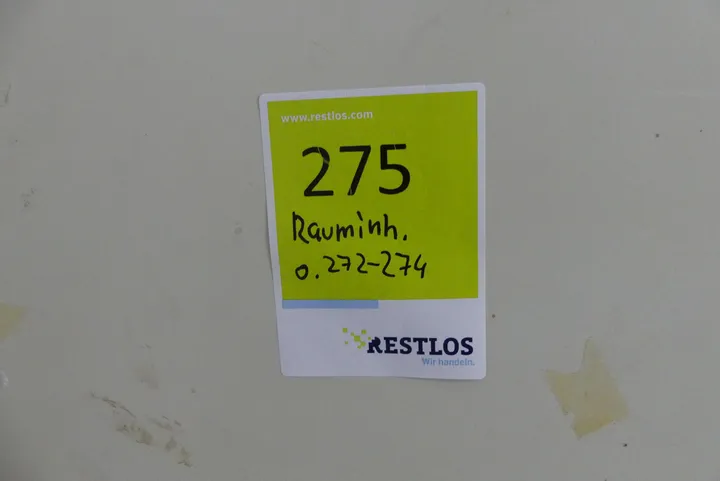 www.restlos.com
275
Rauminh.
o. 272-274
RESTLOS
Wir handeln.